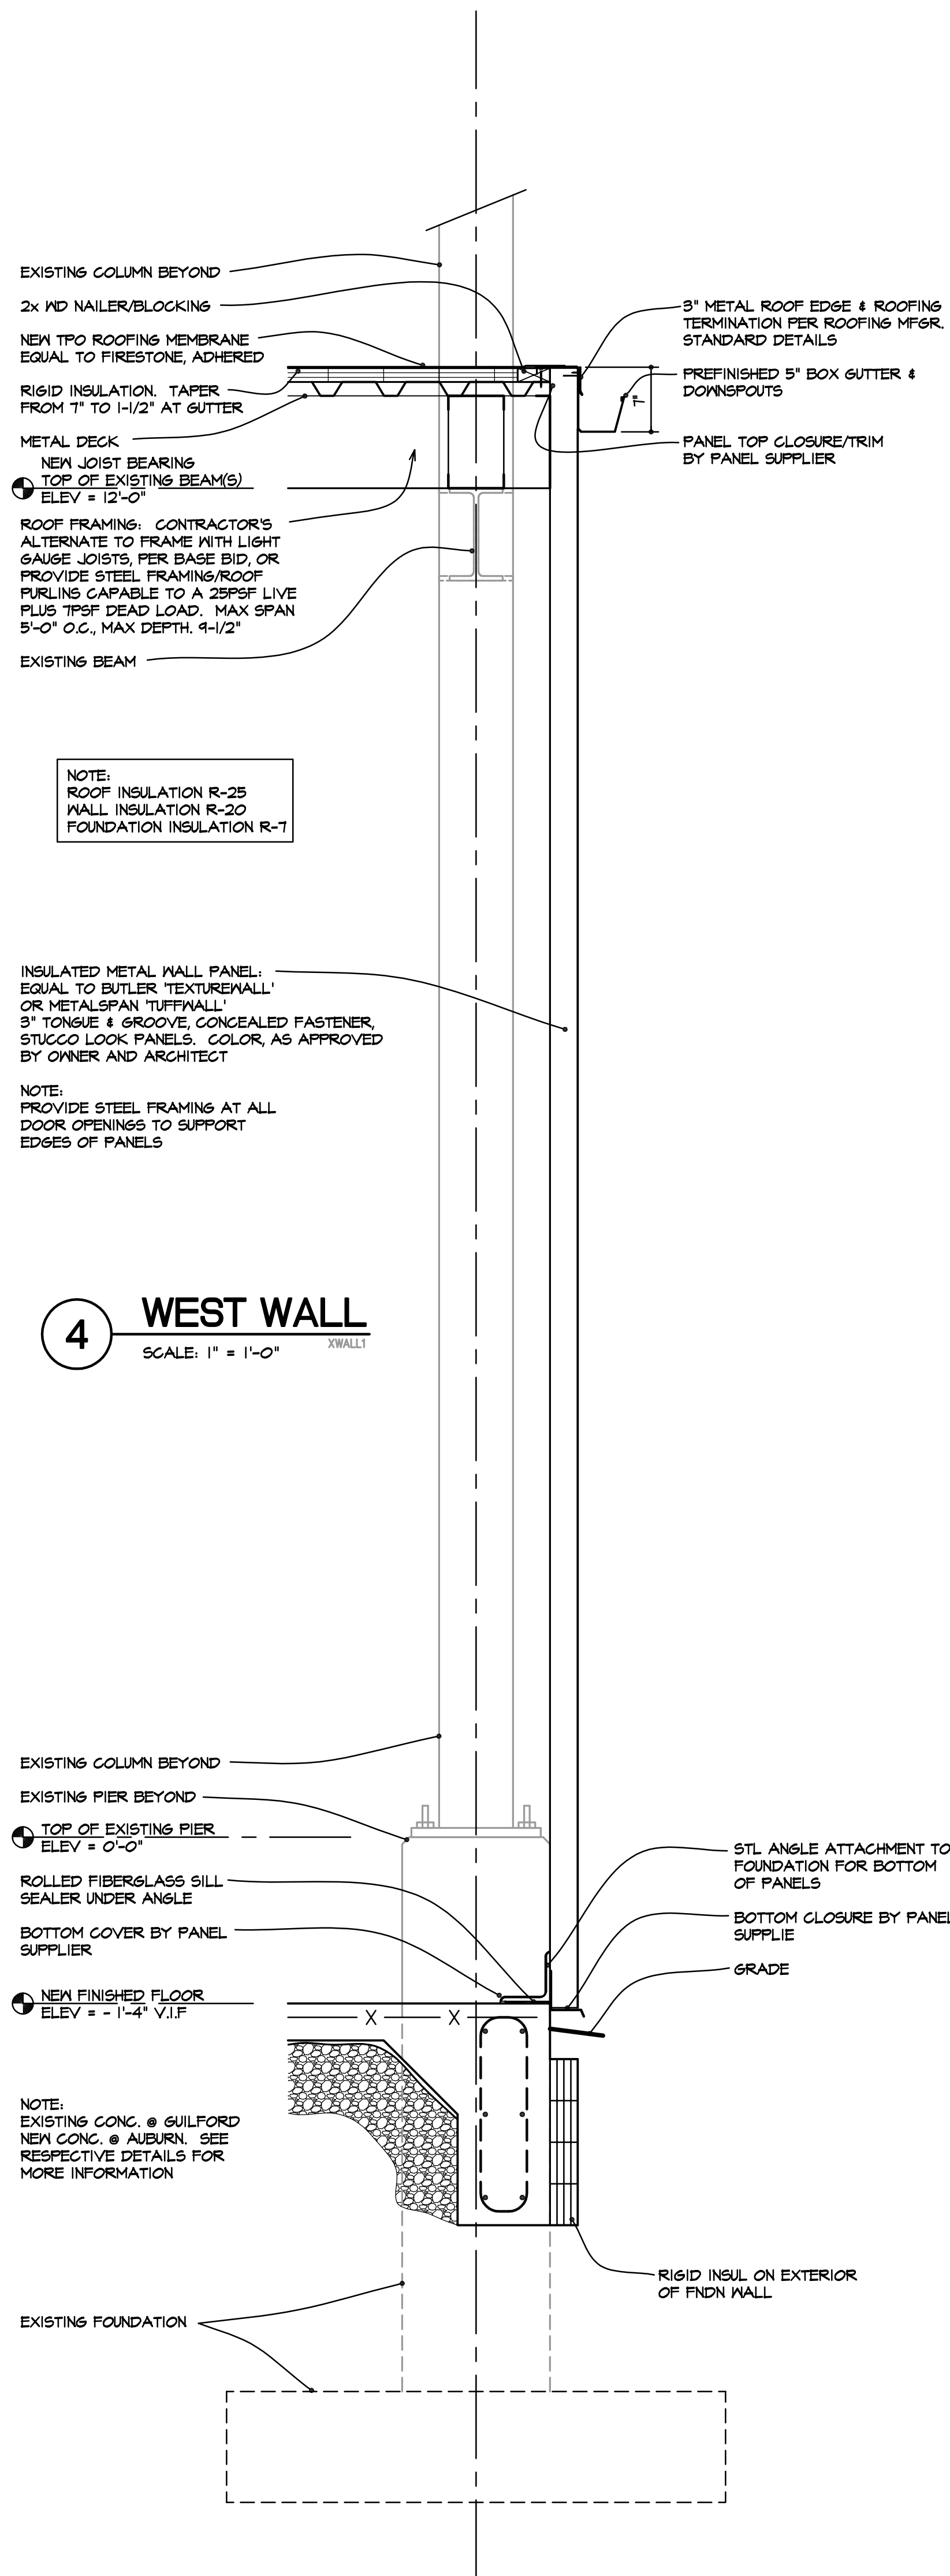 EXISTING COLUMN BEYOND
2x WD NAILER/BLOCKING
NEW TPO ROOFING MEMBRANE
EQUAL TO FIRESTONE, ADHERED
RIGID INSULATION. TAPER
FROM 7" TO 1-1/2" AT GUTTER
METAL DECK
NEW JOIST BEARING
TOP OF EXISTING BEAM(S)
ELEV = 12'-0"
ROOF FRAMING: CONTRACTOR'S
ALTERNATE TO FRAME WITH LIGHT
GAUGE JOISTS, PER BASE BID, OR
PROVIDE STEEL FRAMING/ROOF
PURLINS CAPABLE TO A 25PSF LIVE
PLUS 7PSF DEAD LOAD. MAX SPAN
5'-0" O.C., MAX DEPTH. 9-1/2"
EXISTING BEAM
3" METAL ROOF EDGE & ROOFING
TERMINATION PER ROOFING MFGR.
STANDARD DETAILS
PREFINISHED 5" BOX GUTTER &
DOWNSPOUTS
7"
PANEL TOP CLOSURE/TRIM
BY PANEL SUPPLIER
NOTE:
ROOF INSULATION R-25
WALL INSULATION R-20
FOUNDATION INSULATION R-7
INSULATED METAL WALL PANEL:
EQUAL TO BUTLER 'TEXTUREWALL'
OR METALSPAN 'TUFFWALL'
3" TONGUE & GROOVE, CONCEALED FASTENER,
STUCCO LOOK PANELS. COLOR, AS APPROVED
BY OWNER AND ARCHITECT
NOTE:
PROVIDE STEEL FRAMING AT ALL
DOOR OPENINGS TO SUPPORT
EDGES OF PANELS
4
WEST WALL
XWALL1
SCALE: 1" = 1'-0"
EXISTING COLUMN BEYOND
EXISTING PIER BEYOND
TOP OF EXISTING PIER
ELEV = 0'-0"
ROLLED FIBERGLASS SILL
SEALER UNDER ANGLE
BOTTOM COVER BY PANEL
SUPPLIER
NEW FINISHED FLOOR
ELEV = - 1'-4" V.I.F
STL ANGLE ATTACHMENT TO
FOUNDATION FOR BOTTOM
OF PANELS
BOTTOM CLOSURE BY PANEL
SUPPLIE
GRADE
NOTE:
EXISTING CONC. @ GUILFORD
NEW CONC. @ AUBURN. SEE
RESPECTIVE DETAILS FOR
MORE INFORMATION
RIGID INSUL ON EXTERIOR
OF FNDN WALL
EXISTING FOUNDATION